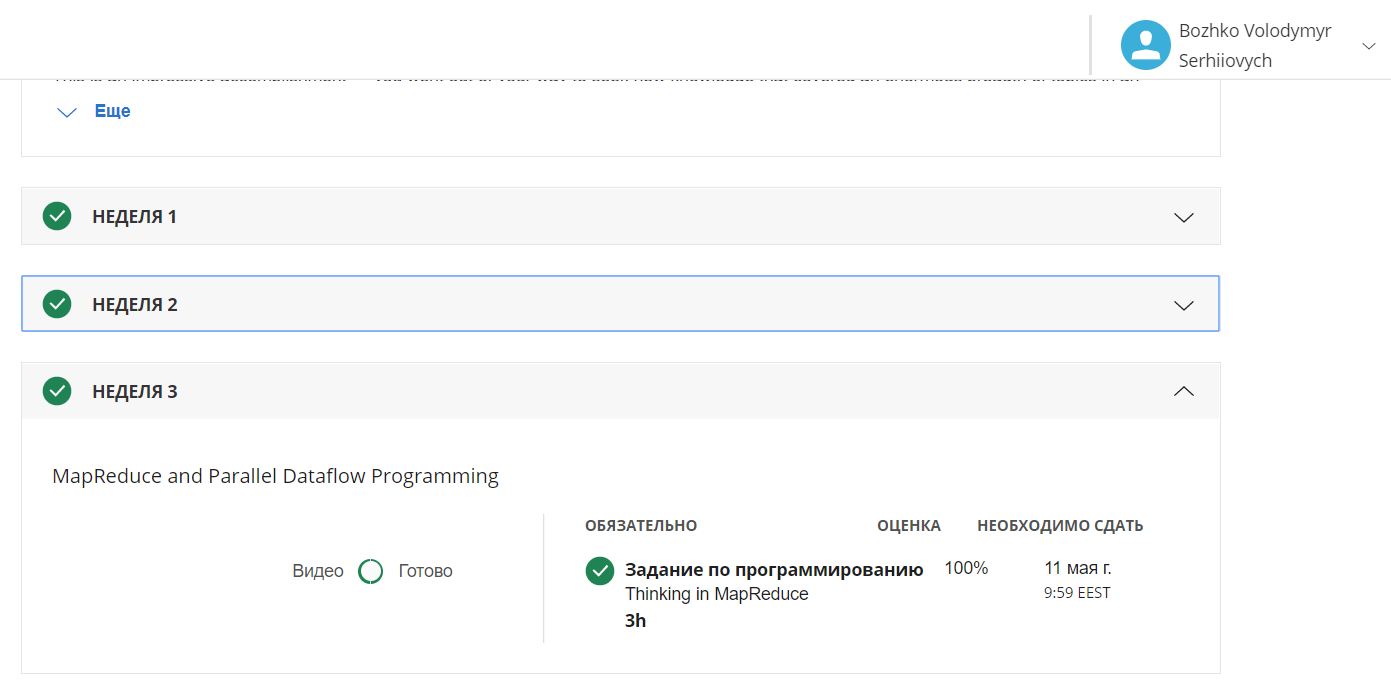 Bozhko Volodymyr
Serhiiovych
Еще
НЕДЕЛЯ 1
НЕДЕЛЯ 2
НЕДЕЛЯ 3
MapReduce and Parallel Dataflow Programming
Видео Готово
ОБЯЗАТЕЛЬНО ОЦЕНКА НЕОБХОДИМО СДАТЬ
Задание по программированию 100% 11 мая г.
Thinking in MapReduce 9:59 EEST
3h